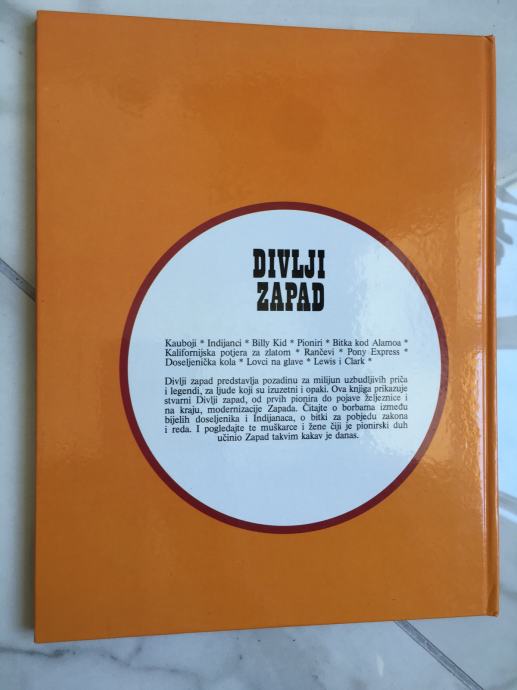 DIVLJI
ZAPAD
Kauboji * Indijanci * Billy Kid * Pioniri * Bitka kod Alamoa *
Kalifornijska potjera za zlatom * Rančevi * Pony Express *
Doseljenička kola * Lovci na glave * Lewis i Clark *
Divlji zapad predstavlja pozadinu za milijun uzbudljivih priča
i legendi, za ljude koji su izuzetni i opaki. Ova knjiga prikazuje
stvarni Divlji zapad, od prvih pionira do pojave željeznice i
na kraju, modernizacije Zapada. Čitajte o borbama između
bijelih doseljenika i Indijanaca, o bitki za pobjedu zakona
i reda. I pogledajte te muškarce i žene čiji je pionirski duh
učinio Zapad takvim kakav je danas.